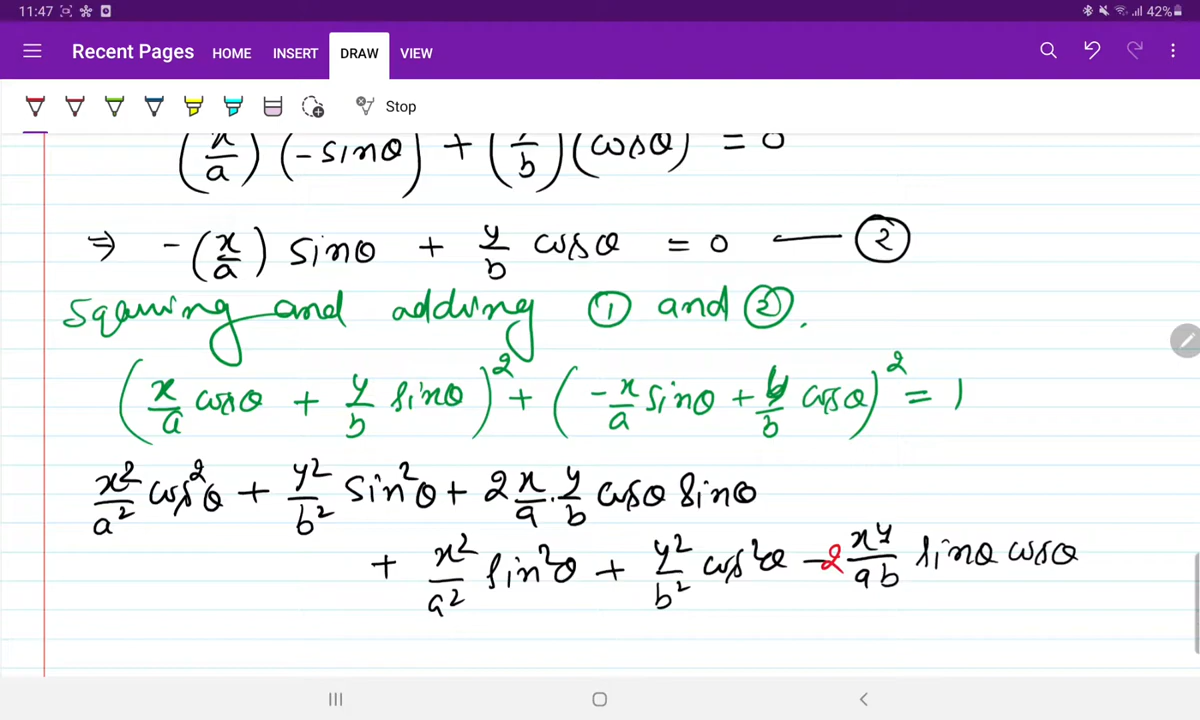 11:47 42%
Recent Pages HOME INSERT DRAW VIEW
Stop
(x/a) (-sinθ) + (y/b)(cosθ) = 0
⇒ -(x/a) sinθ + y/b cosθ = 0 — ②
Squaring and adding ① and ②.
(x/a cosθ + y/b sinθ)² + (-x/a sinθ + y/b cosθ)² = 1
x²/a² cos²θ + y²/b² sin²θ + 2 x/a · y/b cosθ sinθ
+ x²/a² sin²θ + y²/b² cos²θ - 2 xy/ab sinθ cosθ